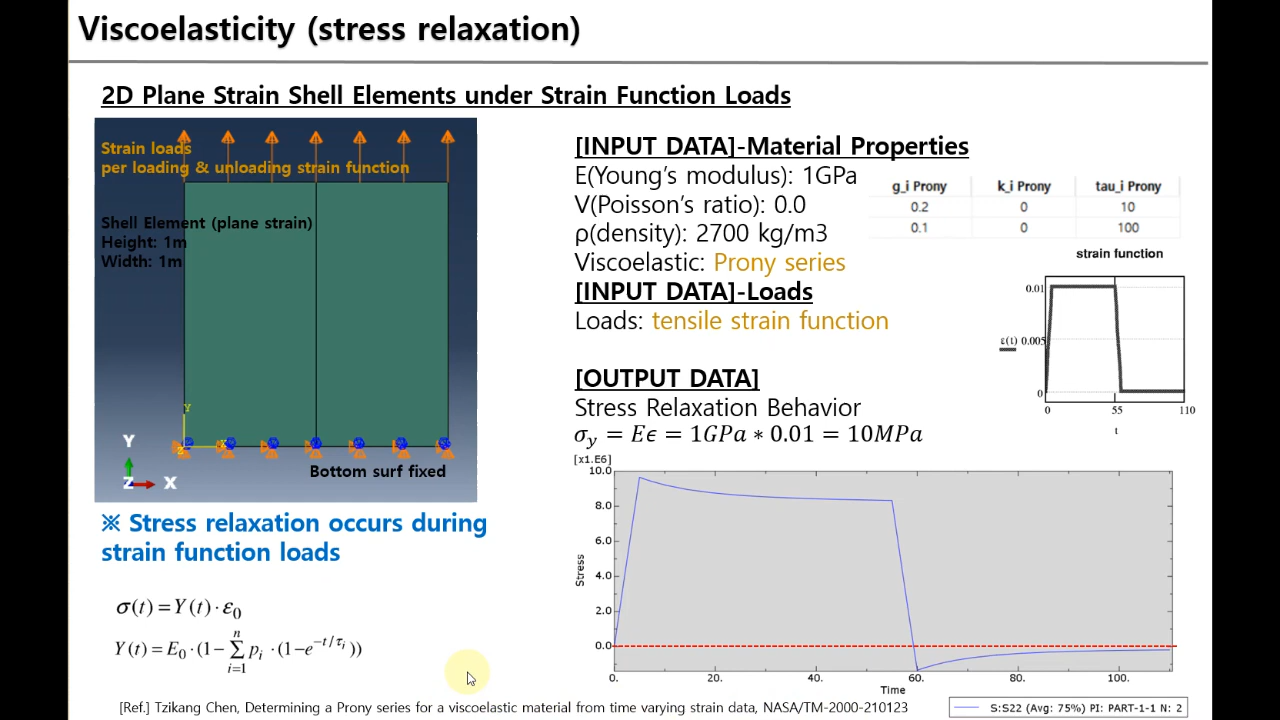 Viscoelasticity (stress relaxation)
2D Plane Strain Shell Elements under Strain Function Loads
Strain loads
per loading & unloading strain function
Shell Element (plane strain)
Height: 1m
Width: 1m
Y
X
Z
Y
Z
X
Bottom surf fixed
※ Stress relaxation occurs during
strain function loads
σ(t) = Y(t) · ε₀
Y(t) = E₀ · (1− ∑ⁿᵢ₌₁ pᵢ · (1−e^(−t/τᵢ)))
[INPUT DATA]-Material Properties
E(Young's modulus): 1GPa
V(Poisson's ratio): 0.0
ρ(density): 2700 kg/m3
Viscoelastic: Prony series
[INPUT DATA]-Loads
Loads: tensile strain function
g_i Prony k_i Prony tau_i Prony
0.2 0 10
0.1 0 100
strain function
0.01
ε(t) 0.005
0
0 55 110
t
[OUTPUT DATA]
Stress Relaxation Behavior
σ_y = Eϵ = 1GPa ∗ 0.01 = 10MPa
[x1.E6]
10.0
8.0
6.0
4.0
2.0
0.0
Stress
0. 20. 40. 60. 80. 100.
Time
S:S22 (Avg: 75%) PI: PART-1-1 N: 2
[Ref.] Tzikang Chen, Determining a Prony series for a viscoelastic material from time varying strain data, NASA/TM-2000-210123